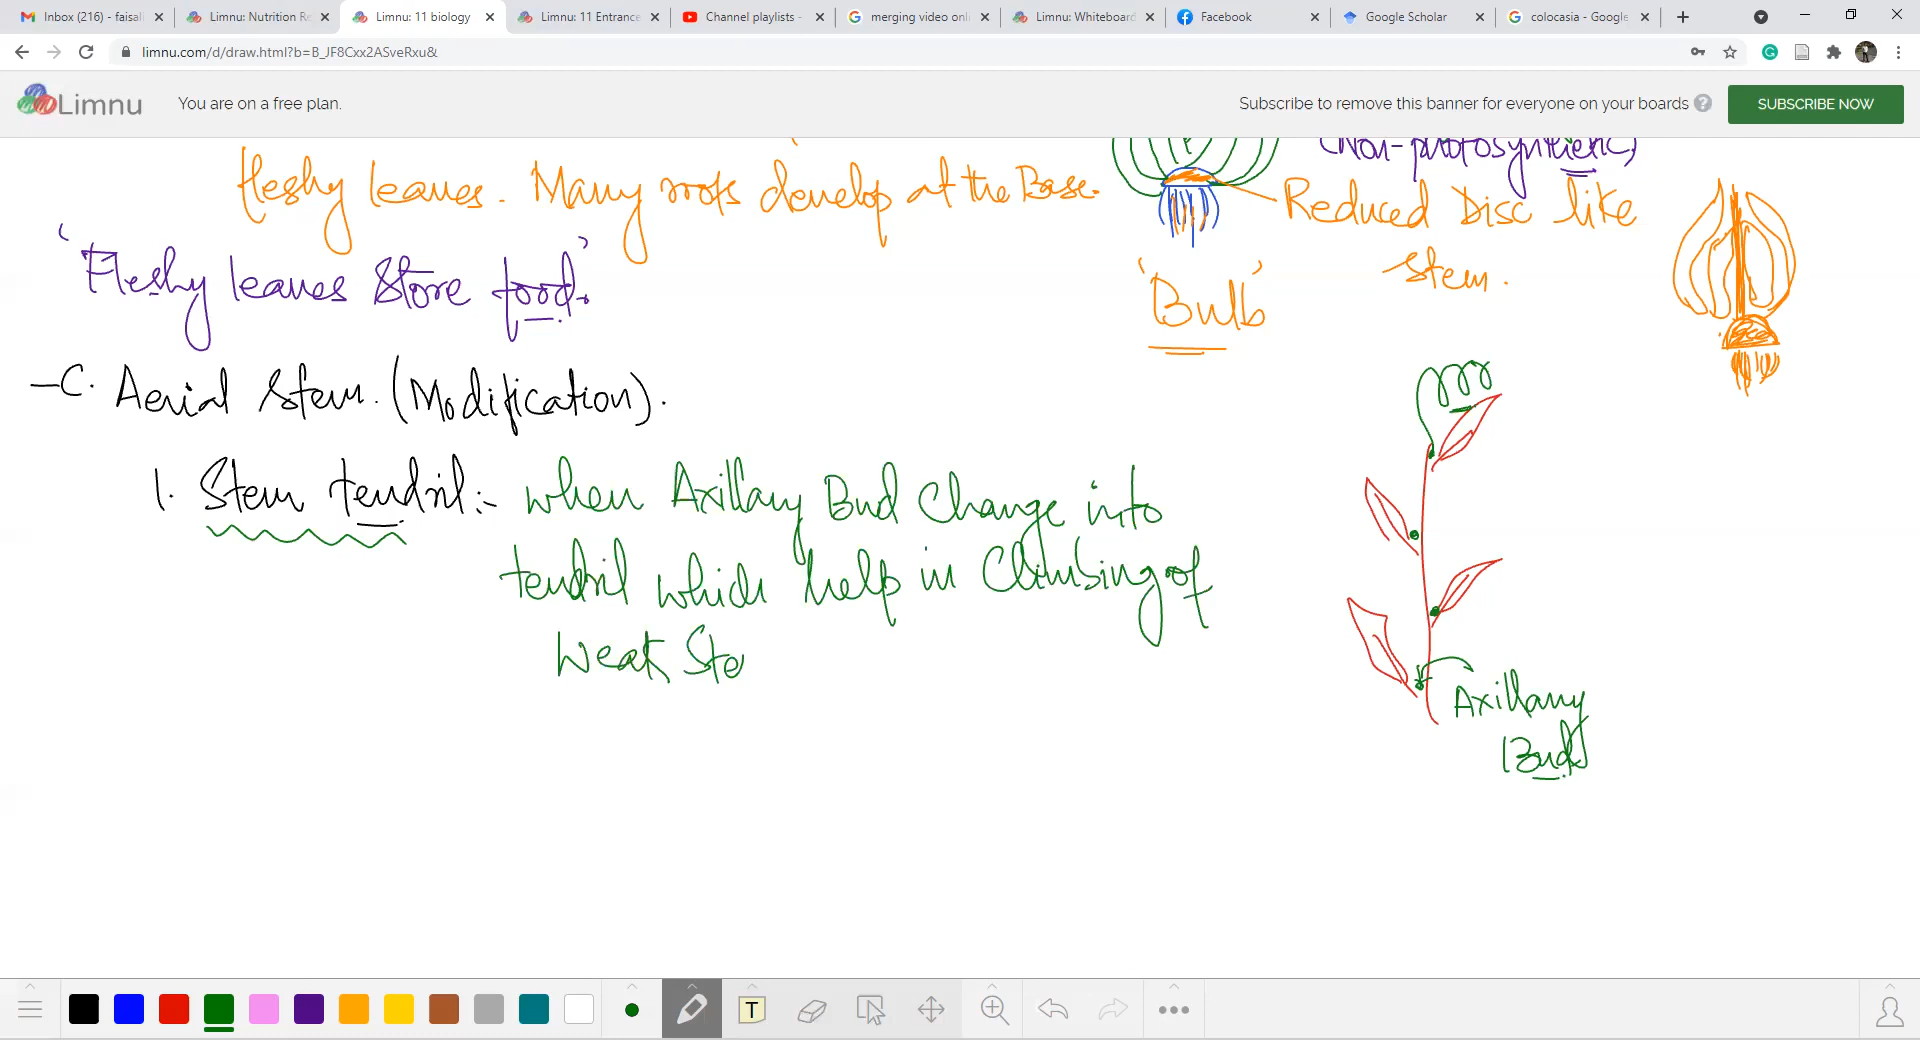 Inbox (216) - faisall
Limnu: Nutrition Re
Limnu: 11 biology
Limnu: 11 Entrance
Channel playlists -
merging video onl
Limnu: Whiteboard
Facebook
Google Scholar
colocasia - Google
limnu.com/d/draw.html?b=B_JF8Cxx2ASveRxu&
Limnu
You are on a free plan.
Subscribe to remove this banner for everyone on your boards ?
SUBSCRIBE NOW
(Non-photosynthetic)
fleshy leaves. Many roots develop at the Base.
Reduced Disc like
stem.
"Fleshy leaves Store food."
'Bulb'
-C. Aerial Stem. (Modification).
1. Stem tendril:- when Axillary Bud Change into
tendril which help in Climbing of
Weak Ste
Axillary
Bud
T